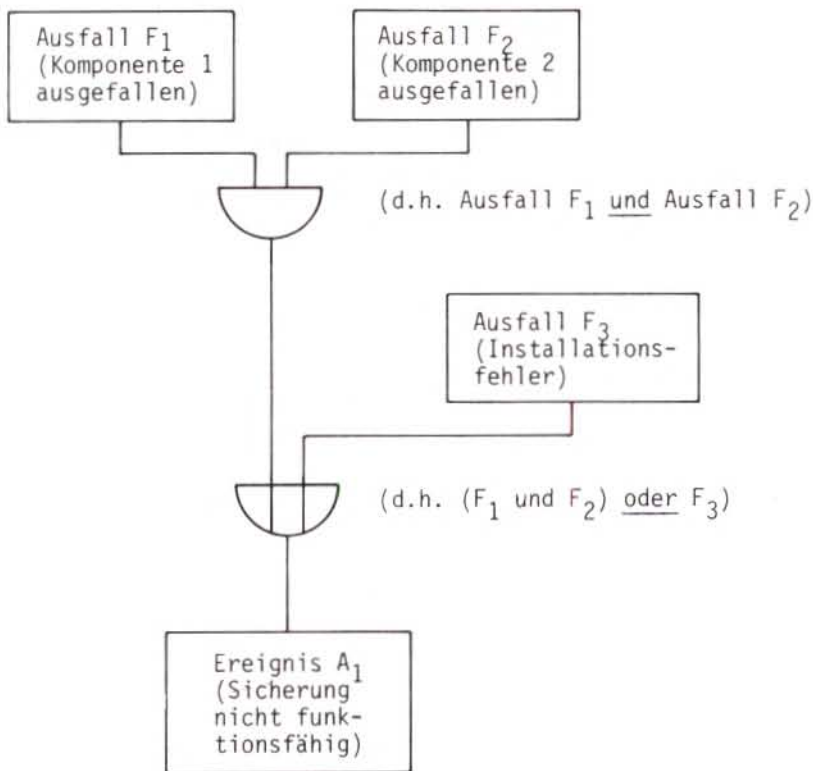 Ausfall F1
(Komponente 1
ausgefallen)
Ausfall F2
(Komponente 2
ausgefallen)
(d.h. Ausfall F1 und Ausfall F2)
Ausfall F3
(Installations-
fehler)
(d.h. (F1 und F2) oder F3)
Ereignis A1
(Sicherung
nicht funk-
tionsfähig)